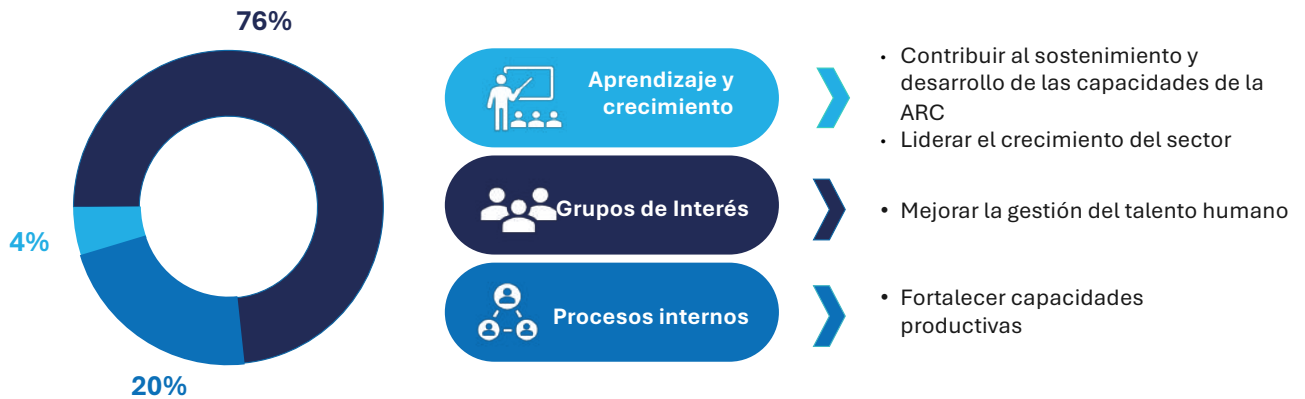 76%
4%
20%
Aprendizaje y
crecimiento
• Contribuir al sostenimiento y
desarrollo de las capacidades de la
ARC
• Liderar el crecimiento del sector
Grupos de Interés
• Mejorar la gestión del talento humano
Procesos internos
• Fortalecer capacidades
productivas